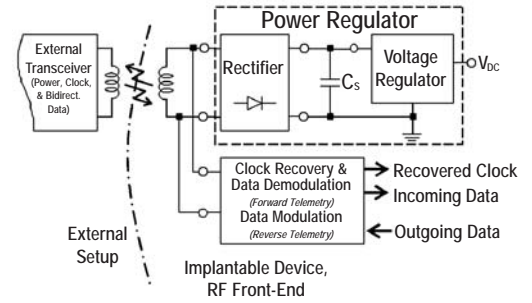 Power Regulator
External
Transceiver
(Power, Clock,
& Bidirect.
Data)
Rectifier
Cs
Voltage
Regulator
VDC
Clock Recovery &
Data Demodulation
(Forward Telemetry)
Data Modulation
(Reverse Telemetry)
Recovered Clock
Incoming Data
Outgoing Data
External
Setup
Implantable Device,
RF Front-End